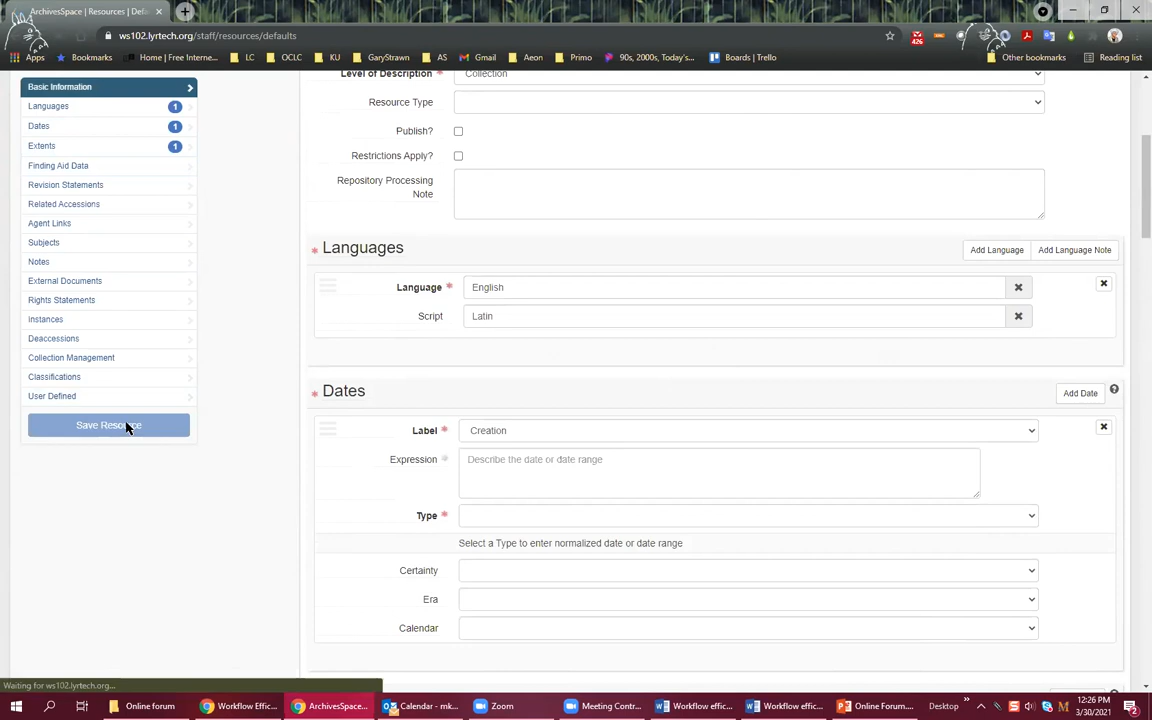 ArchivesSpace | Resources | Def
ws102.lyrtech.org/staff/resources/defaults
426
Apps Bookmarks Home | Free Interne... LC OCLC KU GaryStrawn AS Gmail Aeon Primo 90s, 2000s, Today's... Boards | Trello Other bookmarks Reading list
Basic Information
Languages 1
Dates 1
Extents 1
Finding Aid Data
Revision Statements
Related Accessions
Agent Links
Subjects
Notes
External Documents
Rights Statements
Instances
Deaccessions
Collection Management
Classifications
User Defined
Save Resource
Level of Description * Collection
Resource Type
Publish?
Restrictions Apply?
Repository Processing
Note
* Languages Add Language Add Language Note
Language * English
Script Latin
* Dates Add Date
Label * Creation
Expression Describe the date or date range
Type *
Select a Type to enter normalized date or date range
Certainty
Era
Calendar
Waiting for ws102.lyrtech.org...
Online forum Workflow Effic... ArchivesSpace... Calendar - mk... Zoom Meeting Contr... Workflow effici... Workflow effici... Online Forum.... Desktop
12:26 PM
3/30/2021
2